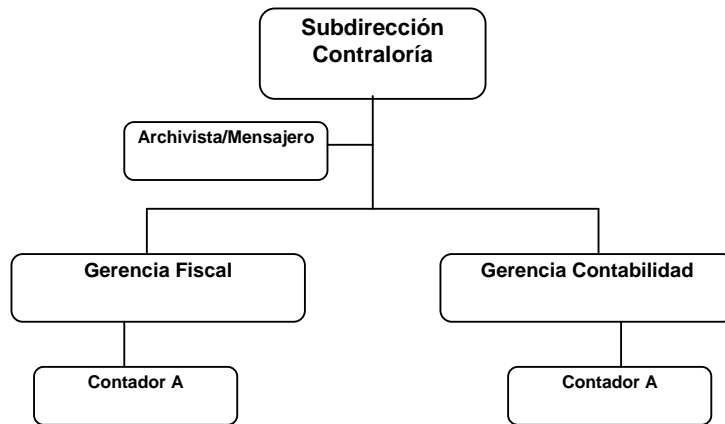 Subdirección
Contraloría
Archivista/Mensajero
Gerencia Fiscal
Gerencia Contabilidad
Contador A
Contador A